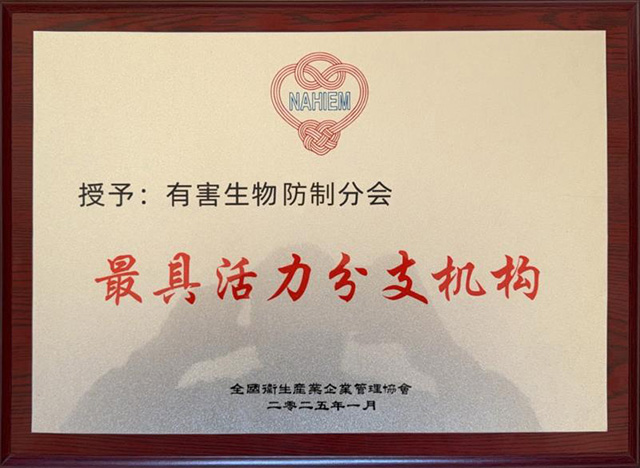 NAHIEM
授予：有害生物防制分会
最具活力分支机构
全國衛生產業企業管理協會
二零二五年一月